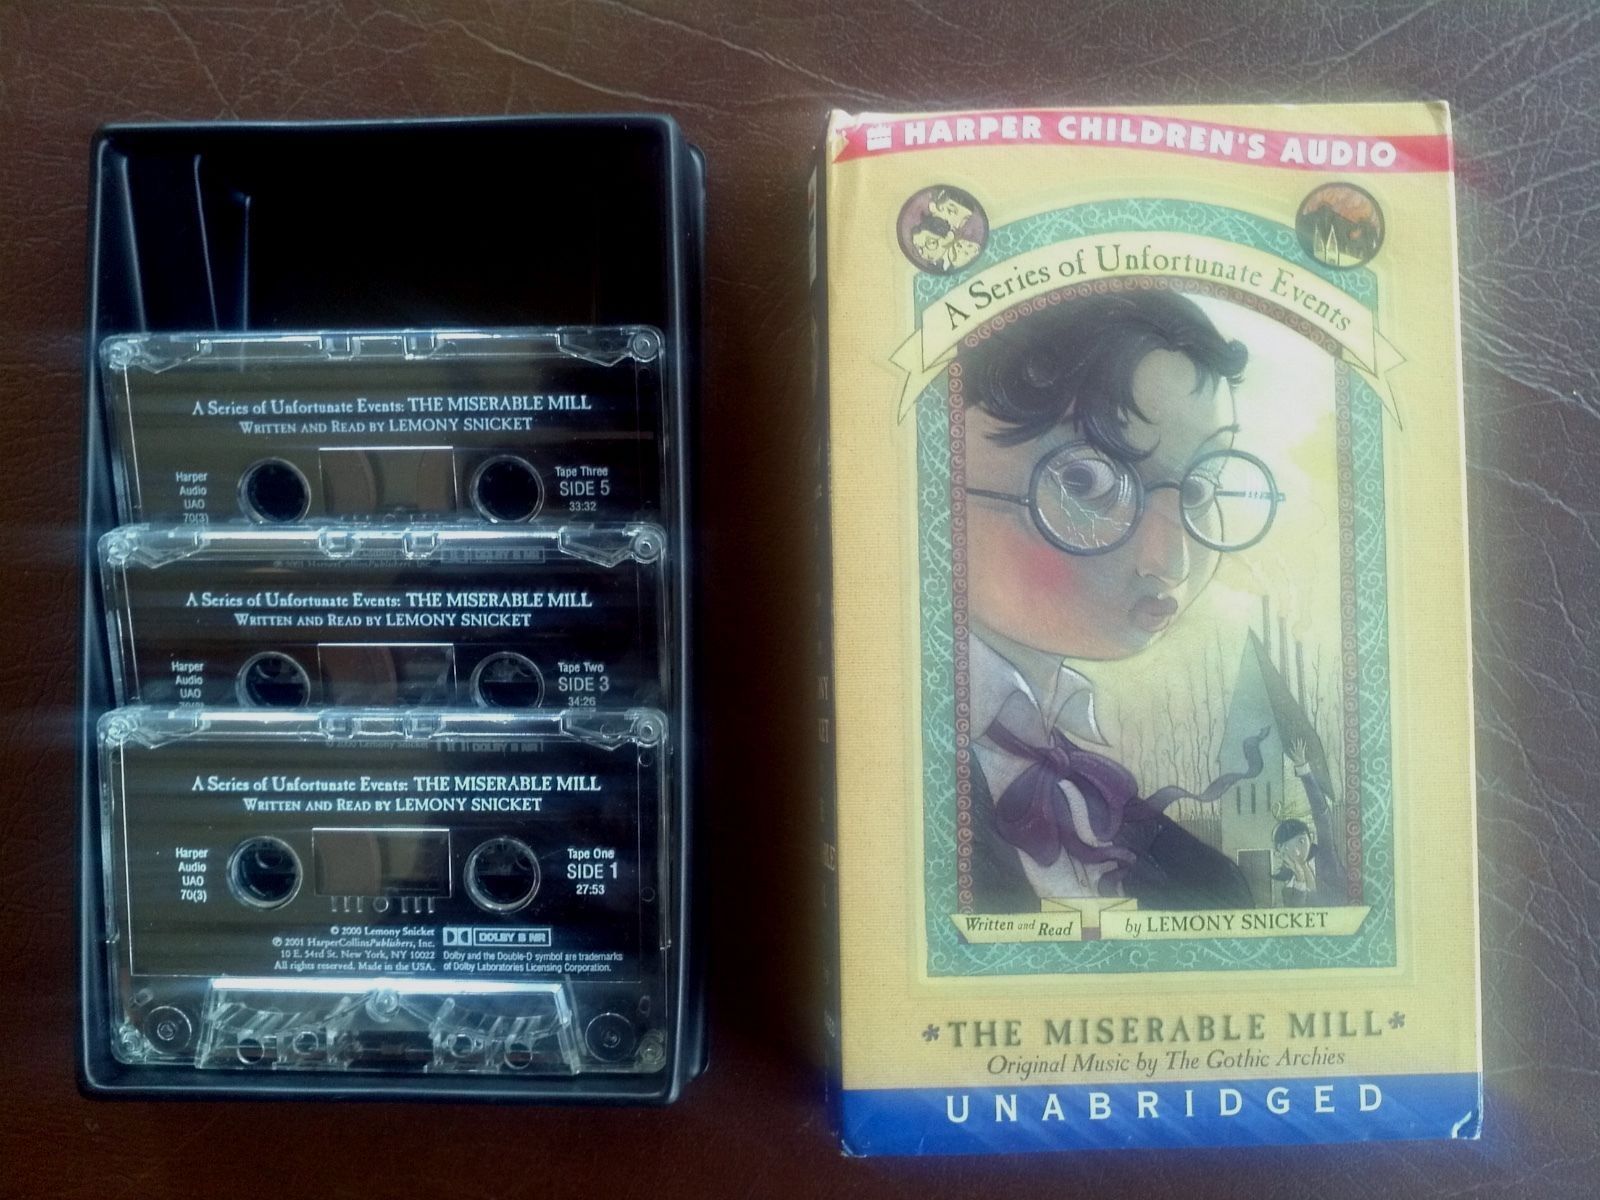 A Series of Unfortunate Events: THE MISERABLE MILL
WRITTEN AND READ BY LEMONY SNICKET
Harper
Audio
UAO
70(3)
Tape Three
SIDE 5
33:32
DOLBY B NR
A Series of Unfortunate Events: THE MISERABLE MILL
WRITTEN AND READ BY LEMONY SNICKET
Harper
Audio
UAO
Tape Two
SIDE 3
34:26
DOLBY B NR
A Series of Unfortunate Events: THE MISERABLE MILL
WRITTEN AND READ BY LEMONY SNICKET
Harper
Audio
UAO
70(3)
Tape One
SIDE 1
27:53
© 2000 Lemony Snicket
℗ 2001 HarperCollinsPublishers, Inc.
10 E. 54rd St. New York, NY 10022
All rights reserved. Made in the USA.
DOLBY B NR
Dolby and the Double-D symbol are trademarks
of Dolby Laboratories Licensing Corporation.
HARPER CHILDREN'S AUDIO
A Series of Unfortunate Events
Written and Read
by LEMONY SNICKET
*THE MISERABLE MILL*
Original Music by The Gothic Archies
UNABRIDGED